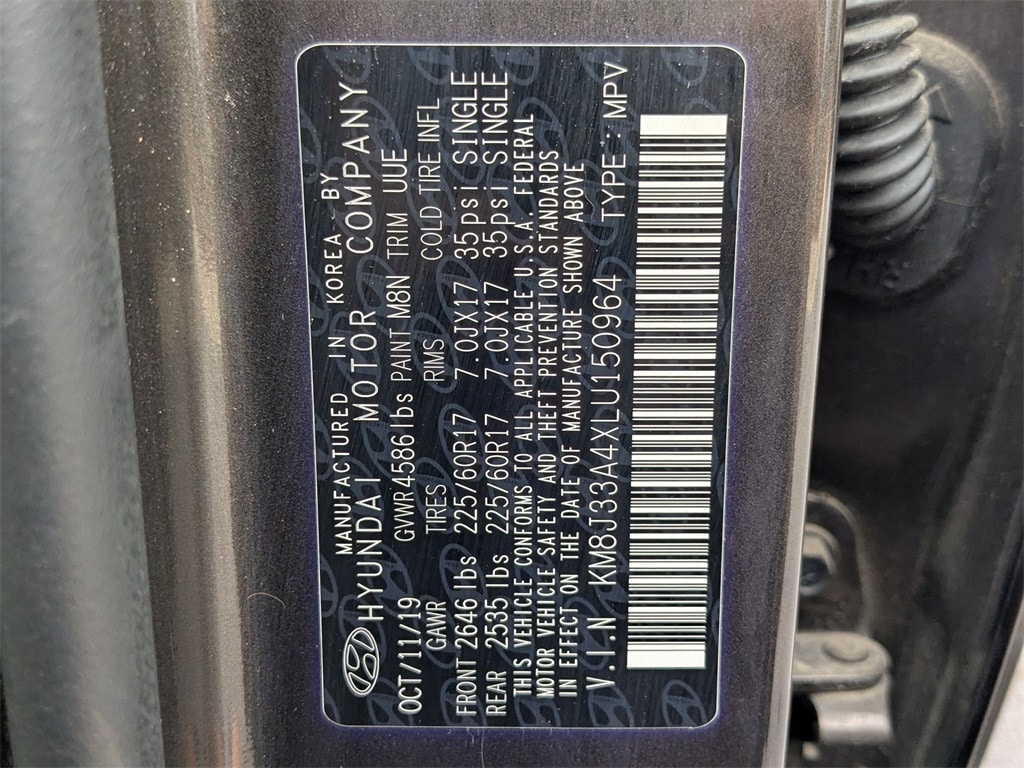 MANUFACTURED IN KOREA BY
HYUNDAI MOTOR COMPANY
OCT/11/19 GVWR4586lbs PAINT M8N TRIM UUE
GAWR TIRES RIMS COLD TIRE INFL
FRONT 2646 lbs 225/60R17 7.0JX17 35psi SINGLE
REAR 2535 lbs 225/60R17 7.0JX17 35psi SINGLE
THIS VEHICLE CONFORMS TO ALL APPLICABLE U.S.A. FEDERAL
MOTOR VEHICLE SAFETY AND THEFT PREVENTION STANDARDS
IN EFFECT ON THE DATE OF MANUFACTURE SHOWN ABOVE
V.I.N KM8J33A4XLU150964 TYPE : MPV